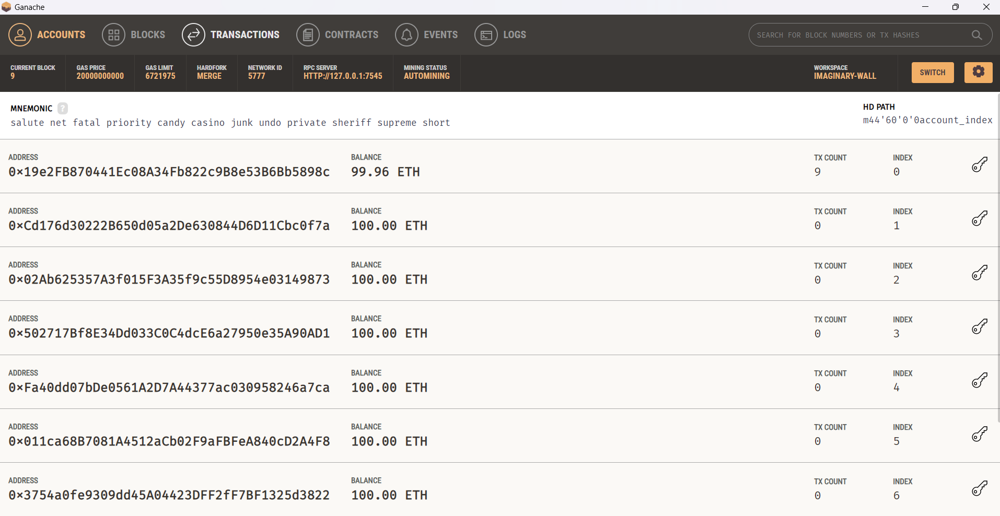 Ganache
ACCOUNTS BLOCKS TRANSACTIONS CONTRACTS EVENTS LOGS SEARCH FOR BLOCK NUMBERS OR TX HASHES
CURRENT BLOCK GAS PRICE GAS LIMIT HARDFORK NETWORK ID RPC SERVER MINING STATUS WORKSPACE
9 20000000000 6721975 MERGE 5777 HTTP://127.0.0.1:7545 AUTOMINING IMAGINARY-WALL SWITCH
MNEMONIC ? HD PATH
salute net fatal priority candy casino junk undo private sheriff supreme short m44'60'0'0account_index
ADDRESS BALANCE TX COUNT INDEX
0×19e2FB870441Ec08A34Fb822c9B8e53B6Bb5898c 99.96 ETH 9 0
ADDRESS BALANCE TX COUNT INDEX
0×Cd176d30222B650d05a2De630844D6D11Cbc0f7a 100.00 ETH 0 1
ADDRESS BALANCE TX COUNT INDEX
0×02Ab625357A3f015F3A35f9c55D8954e03149873 100.00 ETH 0 2
ADDRESS BALANCE TX COUNT INDEX
0×502717Bf8E34Dd033C0C4dcE6a27950e35A90AD1 100.00 ETH 0 3
ADDRESS BALANCE TX COUNT INDEX
0×Fa40dd07bDe0561A2D7A44377ac030958246a7ca 100.00 ETH 0 4
ADDRESS BALANCE TX COUNT INDEX
0×011ca68B7081A4512aCb02F9aFBFeA840cD2A4F8 100.00 ETH 0 5
ADDRESS BALANCE TX COUNT INDEX
0×3754a0fe9309dd45A04423DFF2fF7BF1325d3822 100.00 ETH 0 6